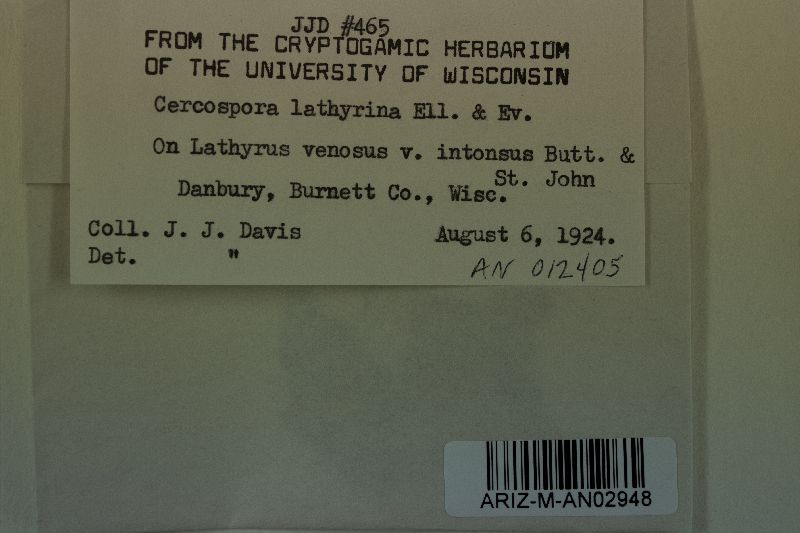 JJD #465
FROM THE CRYPTOGAMIC HERBARIUM
OF THE UNIVERSITY OF WISCONSIN
Cercospora lathyrina Ell. & Ev.
On Lathyrus venosus v. intonsus Butt. &
St. John
Danbury, Burnett Co., Wisc.
Coll. J. J. Davis August 6, 1924.
Det. "
AN 012405
ARIZ-M-AN02948